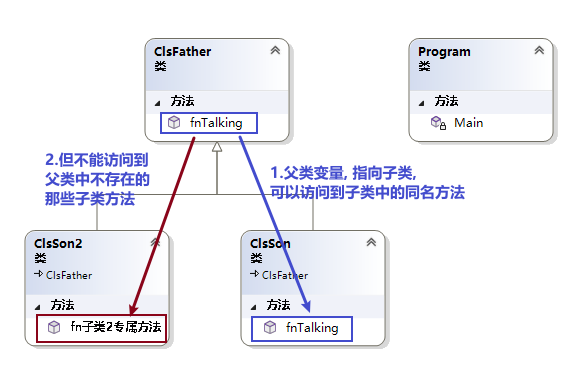 ClsFather
类
方法
fnTalking
Program
类
方法
Main
2.但不能访问到
父类中不存在的
那些子类方法
1.父类变量, 指向子类,
可以访问到子类中的同名方法
ClsSon2
类
ClsFather
方法
fn子类2专属方法
ClsSon
类
ClsFather
方法
fnTalking